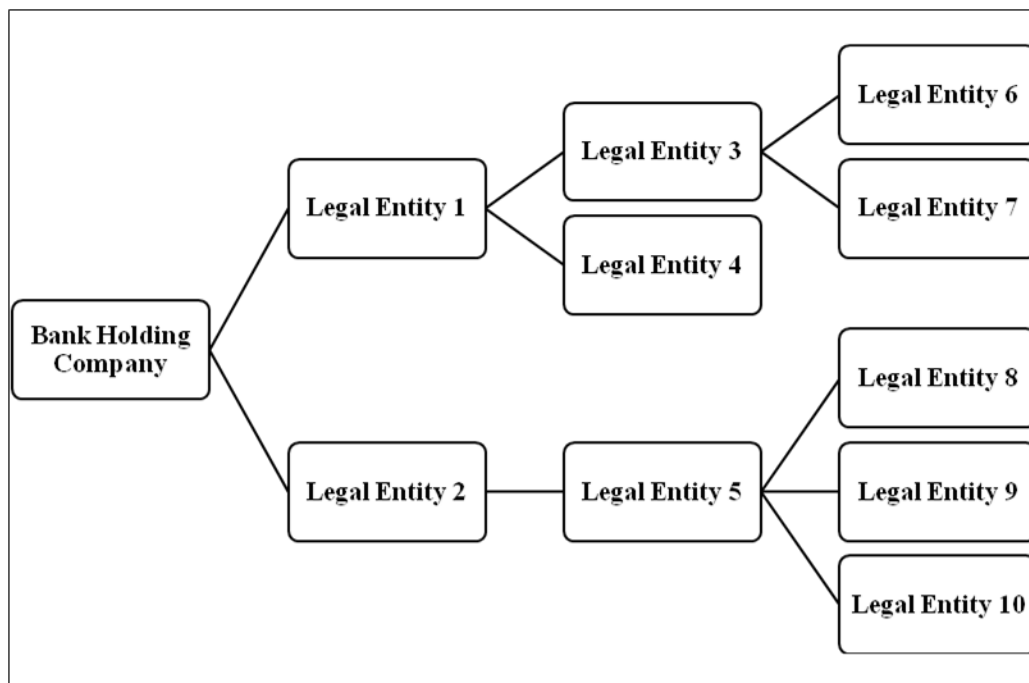 Legal Entity 6
Legal Entity 3
Legal Entity 1
Legal Entity 7
Legal Entity 4
Bank Holding
Company
Legal Entity 8
Legal Entity 2
Legal Entity 5
Legal Entity 9
Legal Entity 10